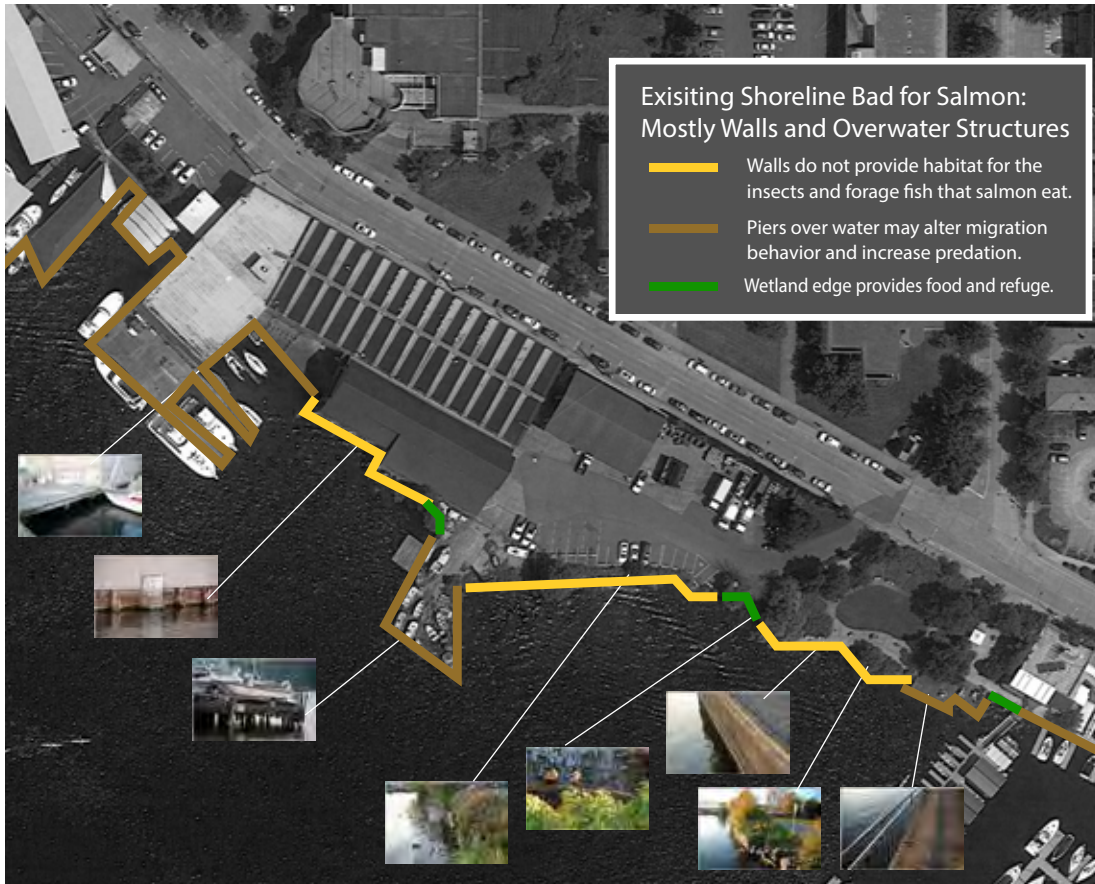 Exisiting Shoreline Bad for Salmon:
Mostly Walls and Overwater Structures
Walls do not provide habitat for the
insects and forage fish that salmon eat.
Piers over water may alter migration
behavior and increase predation.
Wetland edge provides food and refuge.